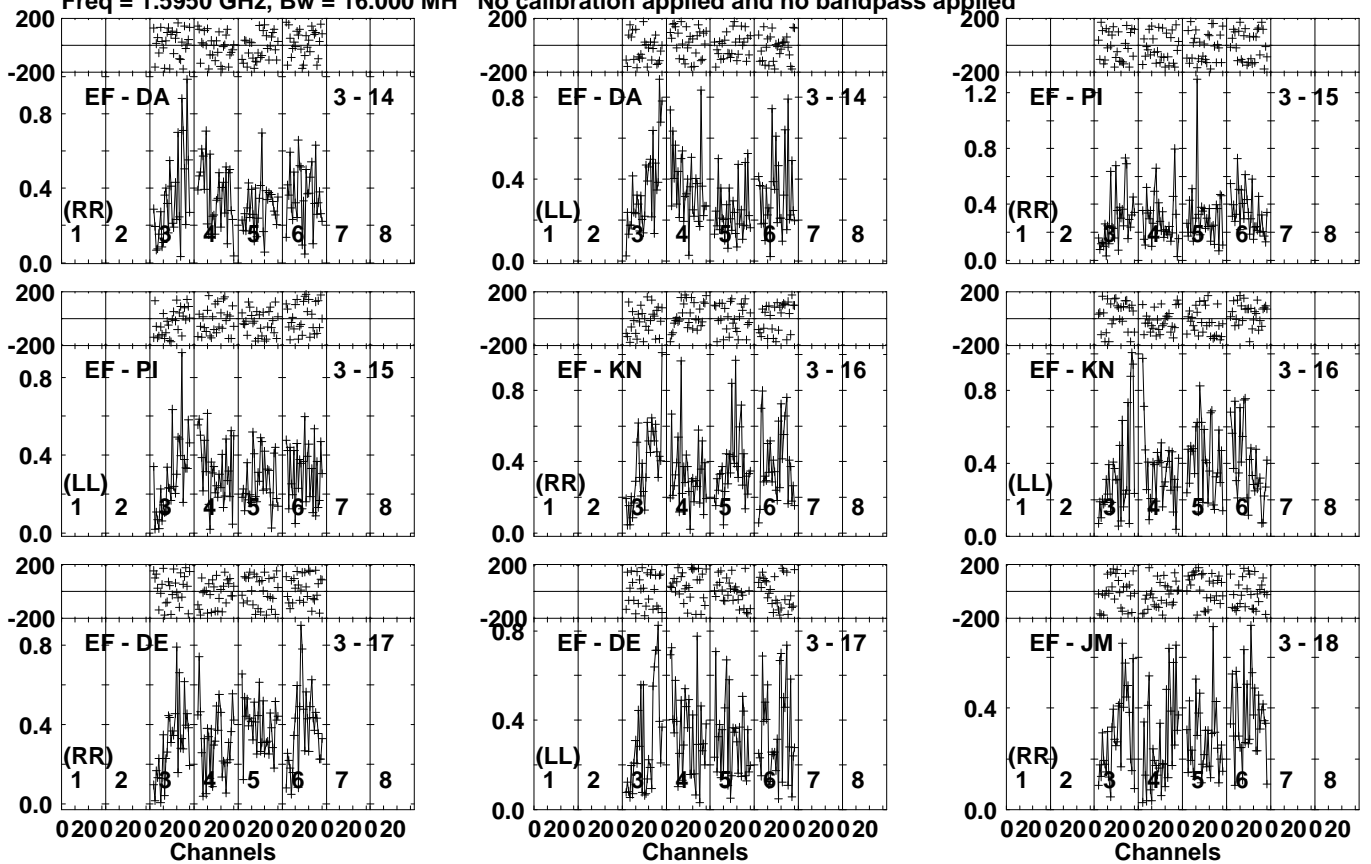 Freq = 1.5950 GHz, Bw = 16.000 MH No calibration applied and no bandpass applied
200
-200
EF - DA 3 - 14
0.8
0.4
0.0
(RR)
1 2 3 4 5 6 7 8
EF - DA 3 - 14
0.8
0.4
0.0
(LL)
1 2 3 4 5 6 7 8
200
-200
EF - PI 3 - 15
1.2
0.8
0.4
0.0
(RR)
1 2 3 4 5 6 7 8
200
-200
EF - PI 3 - 15
0.8
0.4
0.0
(LL)
1 2 3 4 5 6 7 8
EF - KN 3 - 16
0.8
0.4
0.0
(RR)
1 2 3 4 5 6 7 8
200
-200
EF - KN 3 - 16
0.8
0.4
0.0
(LL)
1 2 3 4 5 6 7 8
200
-200
EF - DE 3 - 17
0.8
0.4
0.0
(RR)
1 2 3 4 5 6 7 8
0 20 0 20 0 20 0 20 0 20 0 20 0 20 0 20
Channels
200
-200
EF - DE 3 - 17
0.8
0.4
0.0
(LL)
1 2 3 4 5 6 7 8
0 20 0 20 0 20 0 20 0 20 0 20 0 20 0 20
Channels
200
-200
EF - JM 3 - 18
0.4
0.0
(RR)
1 2 3 4 5 6 7 8
0 20 0 20 0 20 0 20 0 20 0 20 0 20 0 20
Channels